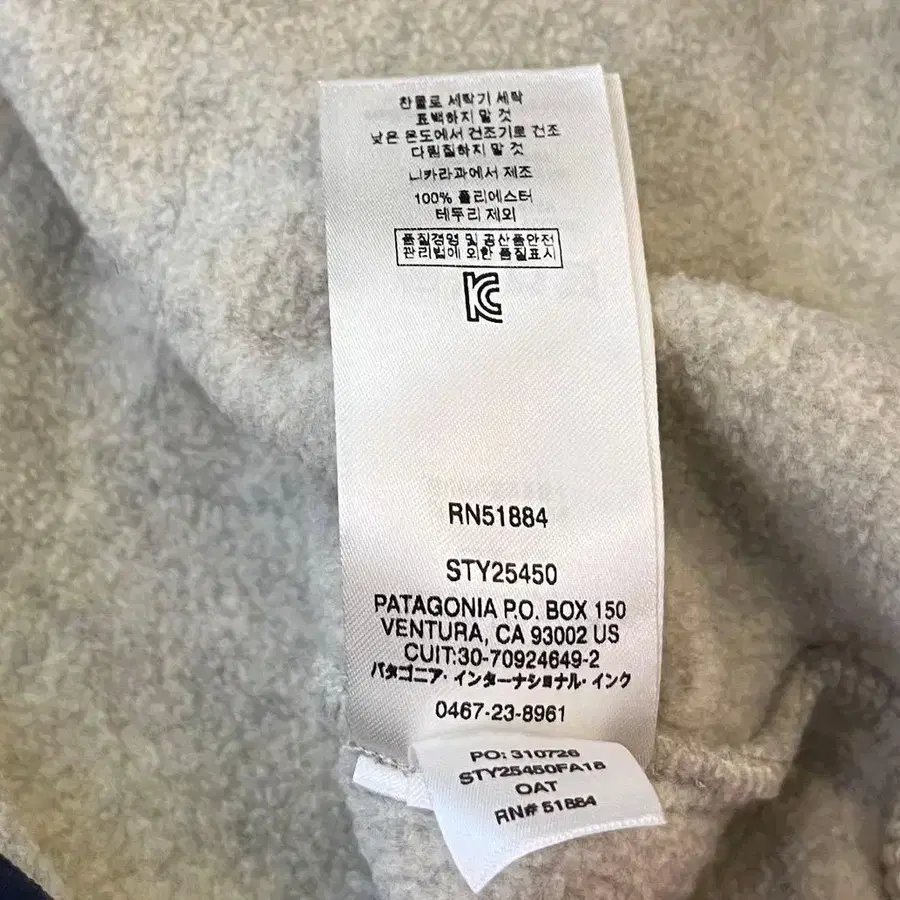 찬물로 세탁기 세탁
표백하지 말 것
낮은 온도에서 건조기로 건조
다림질하지 말 것
니카라과에서 제조
100% 폴리에스터
테두리 제외
품질경영 및 공산품안전
관리법에 의한 품질표시
RN51884
STY25450
PATAGONIA P.O. BOX 150
VENTURA, CA 93002 US
CUIT:30-70924649-2
パタゴニア・インターナショナル・インク
0467-23-8961
PO: 310726
STY25450FA18
OAT
RN# 51884